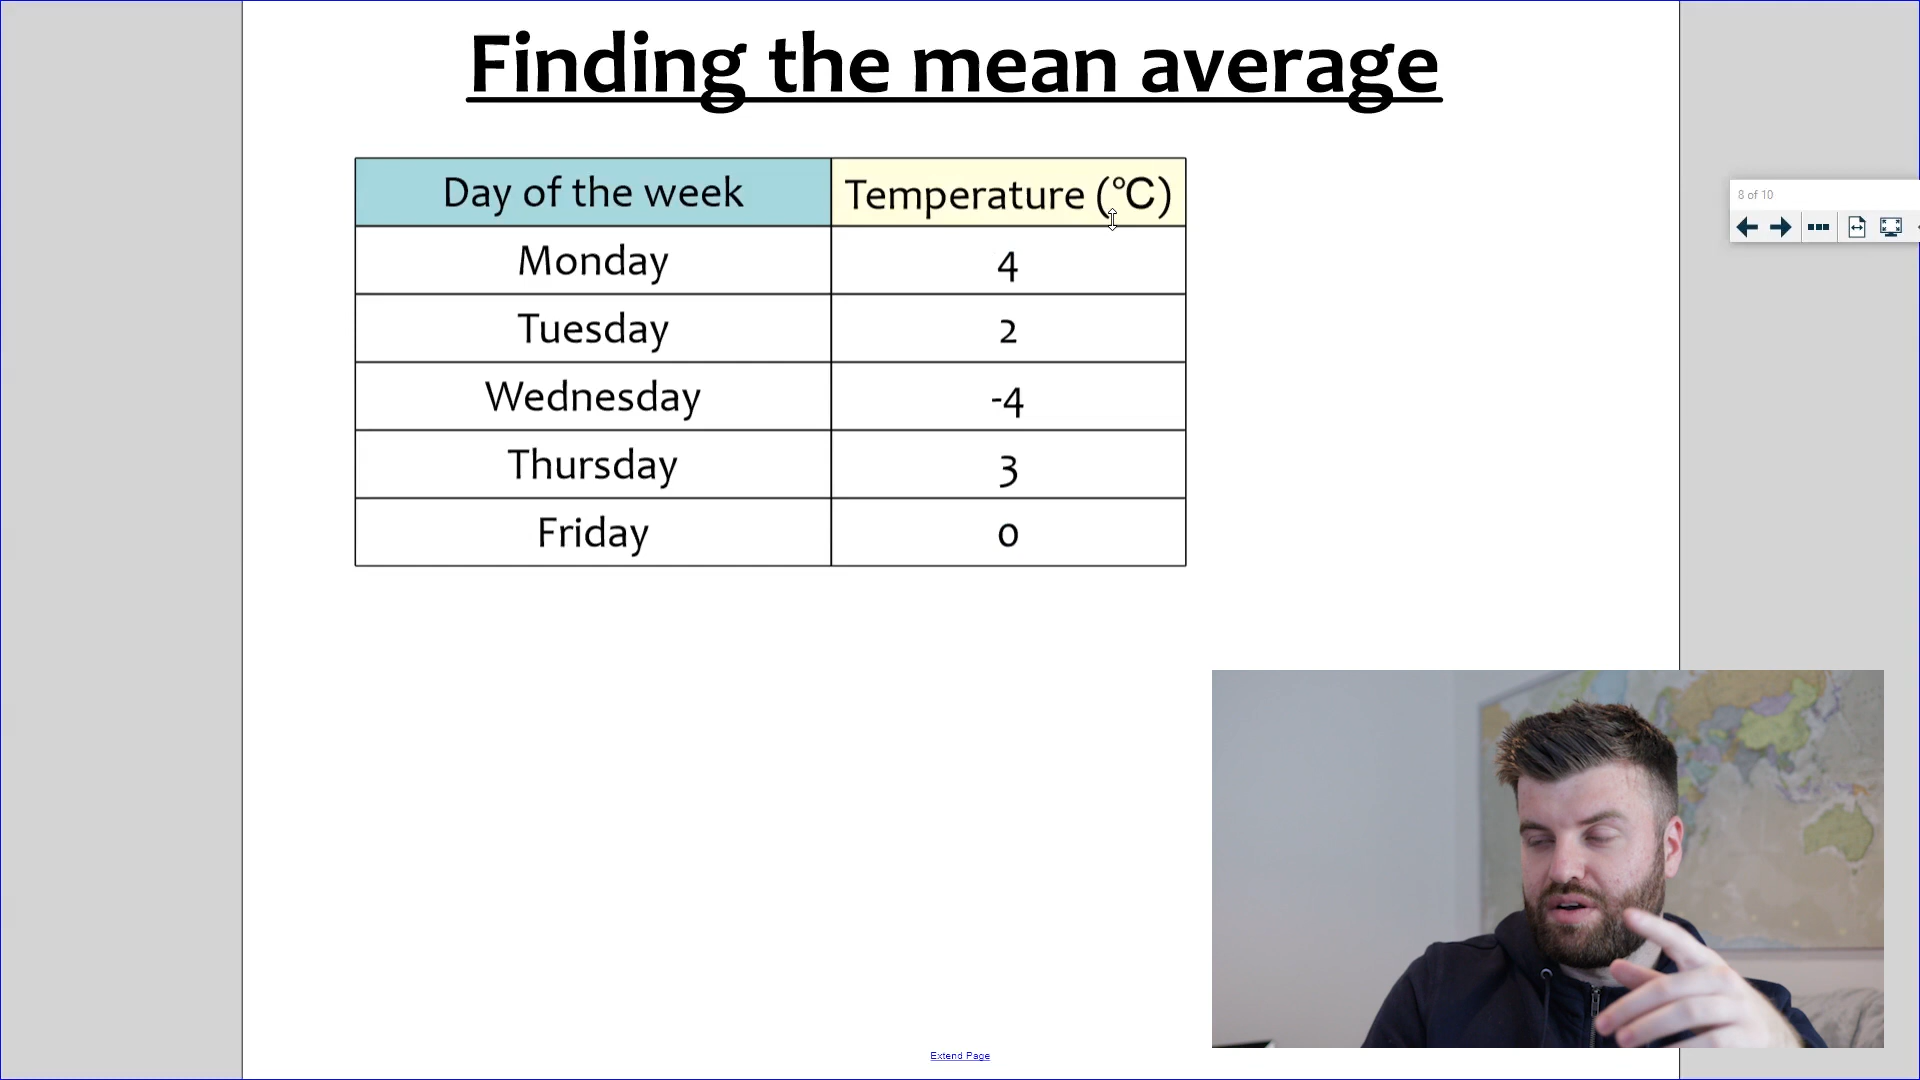 Finding the mean average
Day of the week Temperature (°C)
Monday 4
Tuesday 2
Wednesday -4
Thursday 3
Friday 0
8 of 10
Extend Page